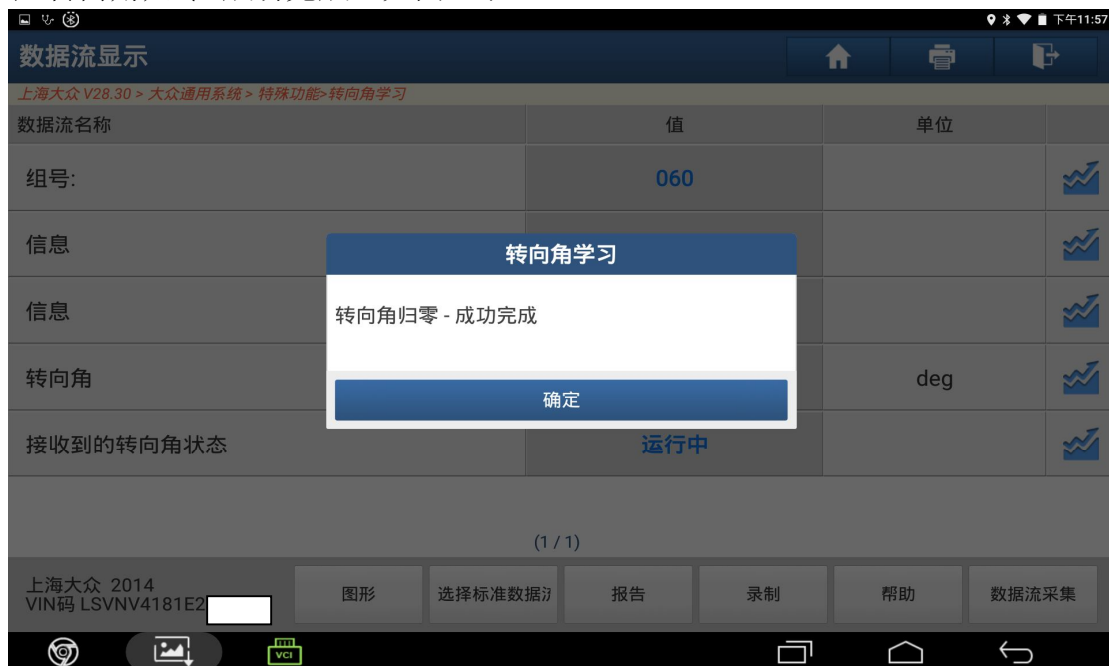 下午11:57
数据流显示
上海大众 V28.30 > 大众通用系统 > 特殊功能>转向角学习
数据流名称 值 单位
组号: 060
信息
转向角学习
信息
转向角归零 - 成功完成
转向角 deg
确定
接收到的转向角状态 运行中
(1 / 1)
上海大众 2014
VIN码 LSVNV4181E2
图形 选择标准数据 报告 录制 帮助 数据流采集
VCI